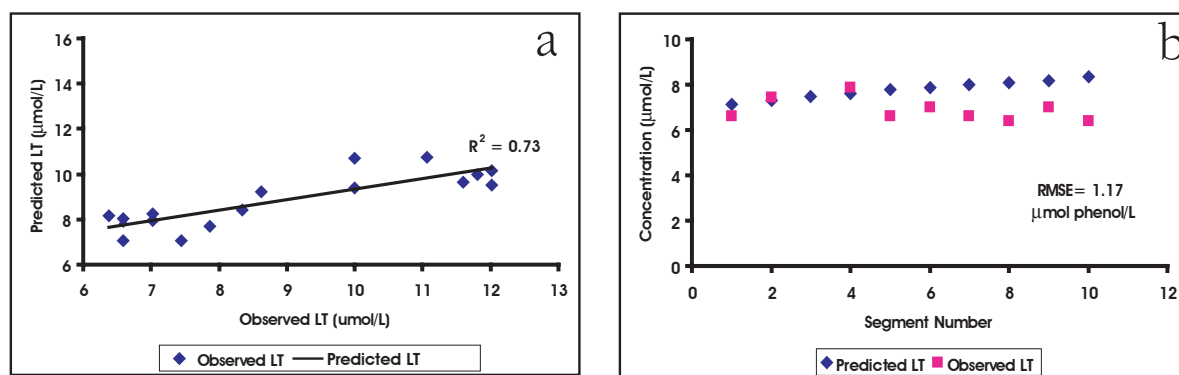 a
16
14
12
10
8
6
Predicted LT (μmol/L)
R² = 0.73
6 7 8 9 10 11 12 13
Observed LT (umol/L)
Observed LT Predicted LT
b
10
8
6
4
2
0
Concentration (μmol/L)
RMSE= 1.17
μmol phenol/L
0 2 4 6 8 10 12
Segment Number
Predicted LT Observed LT